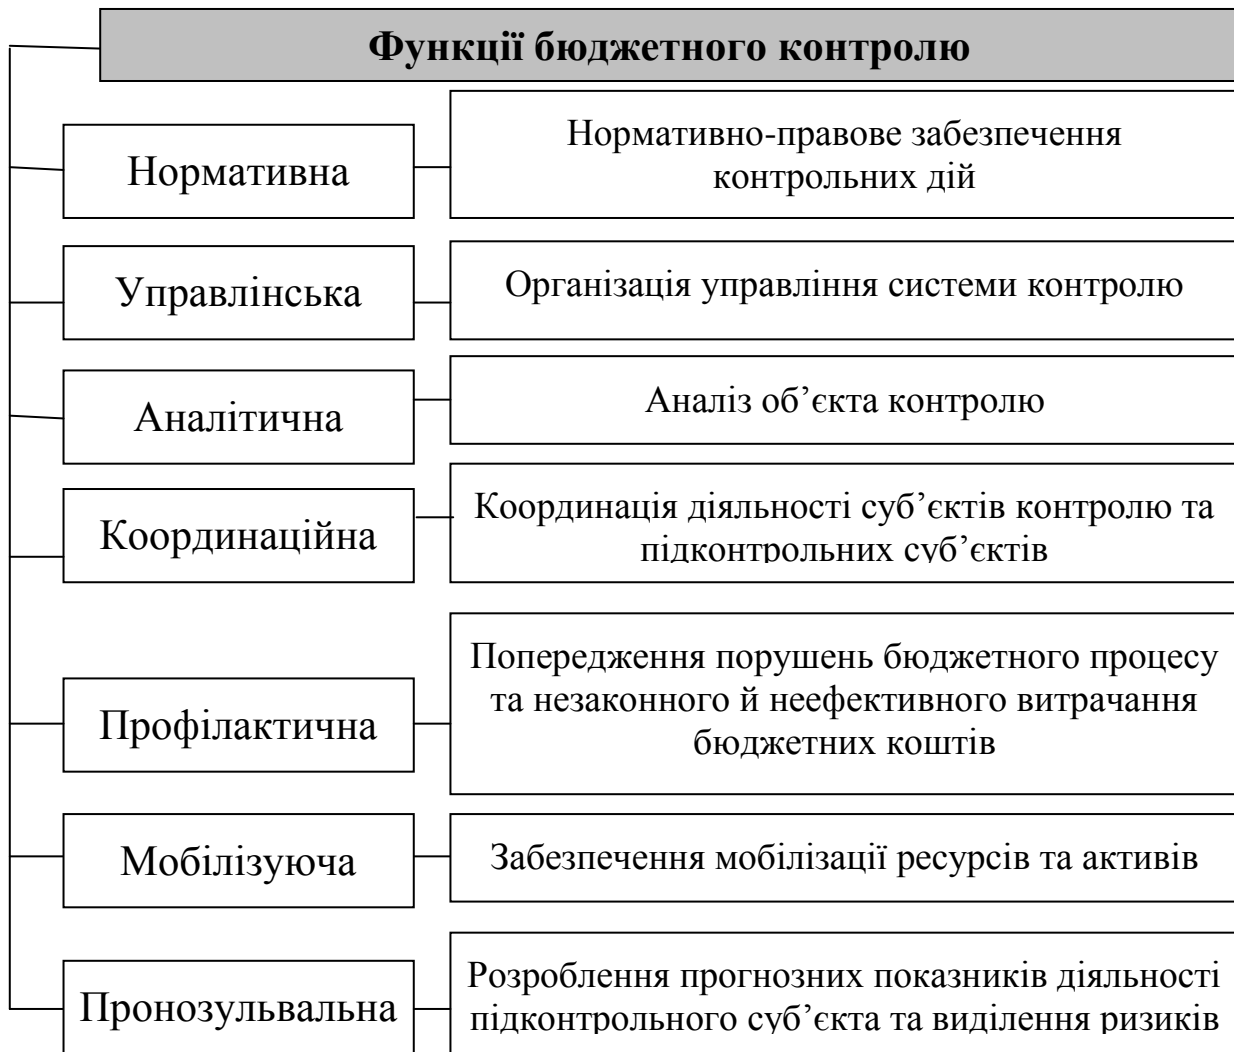 Функції бюджетного контролю
Нормативна
Нормативно-правове забезпечення
контрольних дій
Управлінська
Організація управління системи контролю
Аналітична
Аналіз об’єкта контролю
Координаційна
Координація діяльності суб’єктів контролю та
підконтрольних суб’єктів
Профілактична
Попередження порушень бюджетного процесу
та незаконного й неефективного витрачання
бюджетних коштів
Мобілізуюча
Забезпечення мобілізації ресурсів та активів
Пронозульвальна
Розроблення прогнозних показників діяльності
підконтрольного суб’єкта та виділення ризиків